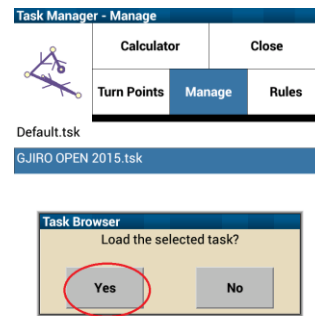 Task Manager - Manage
Calculator Close
Turn Points Manage Rules
Default.tsk
GJIRO OPEN 2015.tsk
Task Browser
Load the selected task?
Yes No